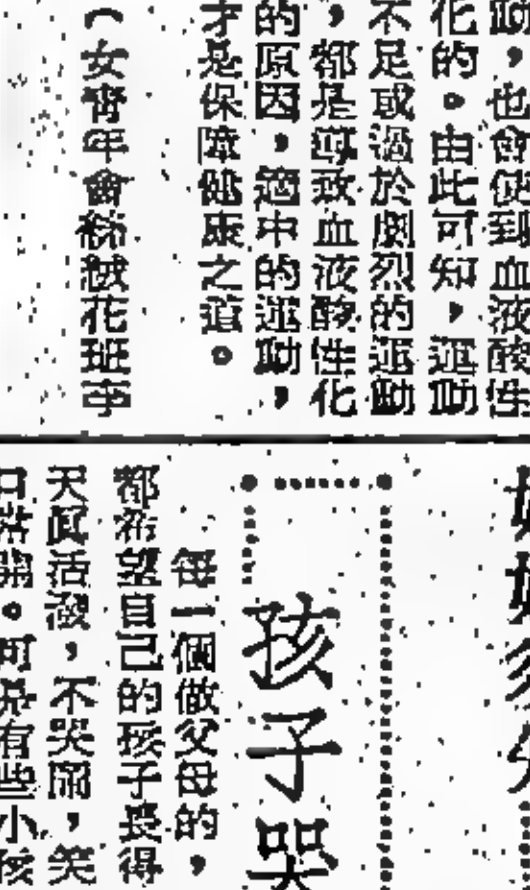 動，也會使到血液酸性
化的。由此可知，運動
不足或過於劇烈的運動
，都是導致血液酸性化
的原因，適中的運動，
才是保障健康之道。
（女青年會絲絨花班
孩子哭
每一個做父母的，
都希望自己的孩子長得
天真活潑，不哭鬧，笑
口常開。可是有些小孩